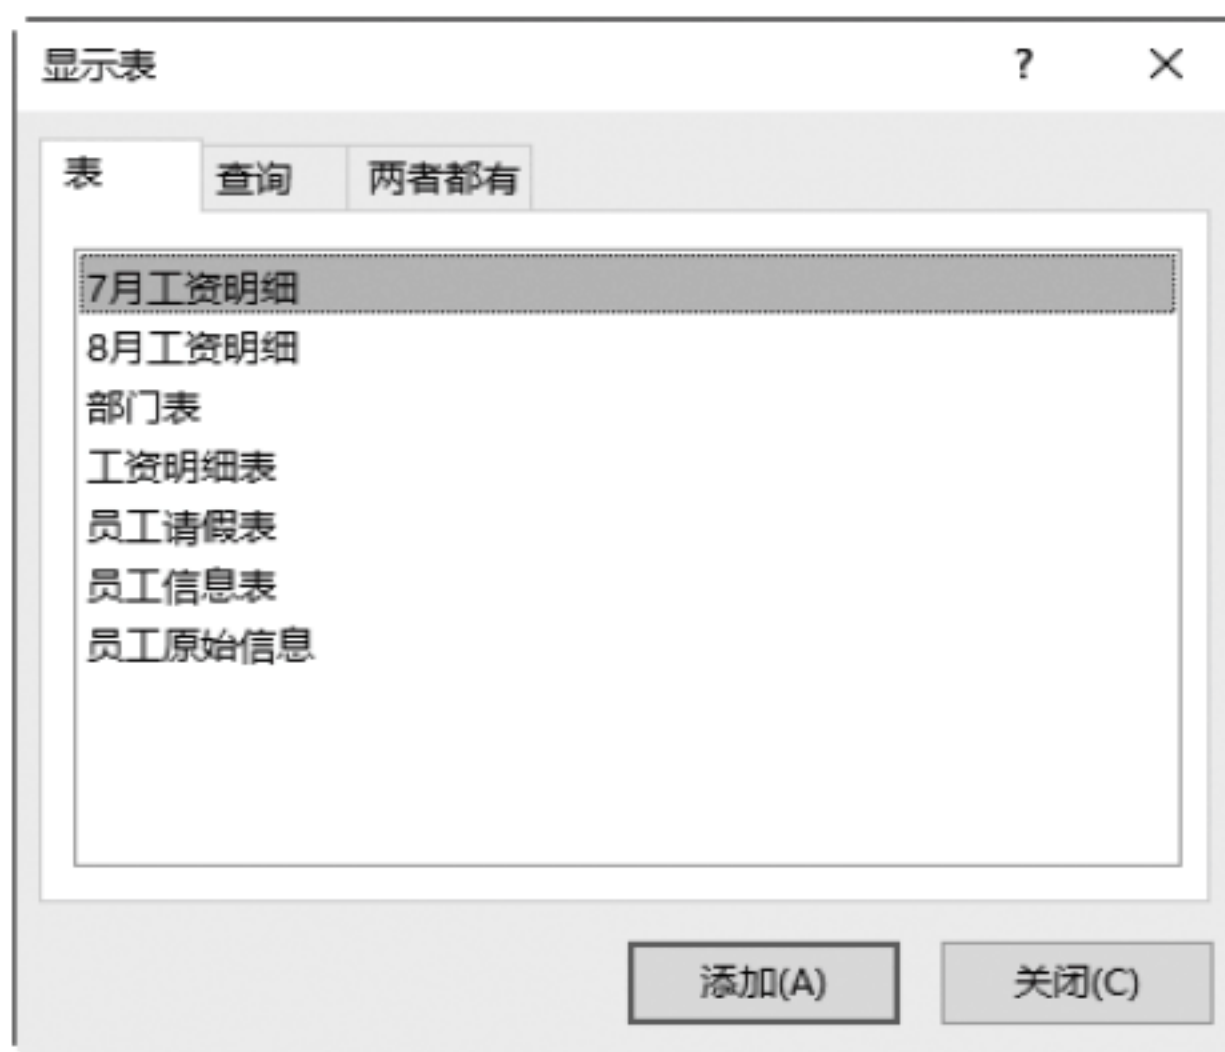 显示表
?
表 查询 两者都有
7月工资明细
8月工资明细
部门表
工资明细表
员工请假表
员工信息表
员工原始信息
添加(A) 关闭(C)